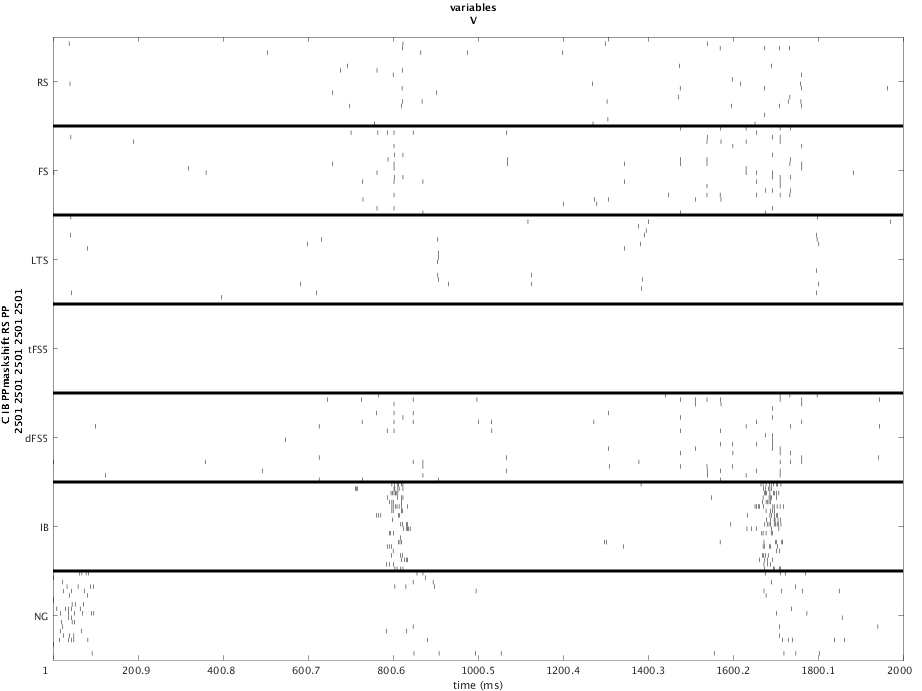 variables
V
RS
FS
LTS
tFS5
dFS5
IB
NG
C IB PPmaskshift RS PP
2501 2501 2501 2501 2501
1 200.9 400.8 600.7 800.6 1000.5 1200.4 1400.3 1600.2 1800.1 2000
time (ms)